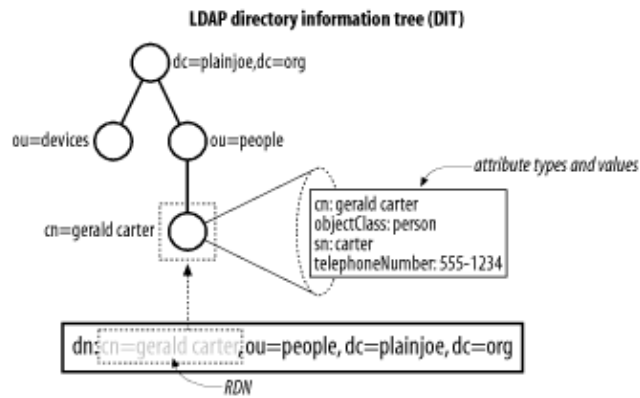 LDAP directory information tree (DIT)
dc=plainjoe,dc=org
ou=devices
ou=people
attribute types and values
cn=gerald carter
cn: gerald carter
objectClass: person
sn: carter
telephoneNumber: 555-1234
dn:cn=gerald carter,ou=people, dc=plainjoe, dc=org
RDN